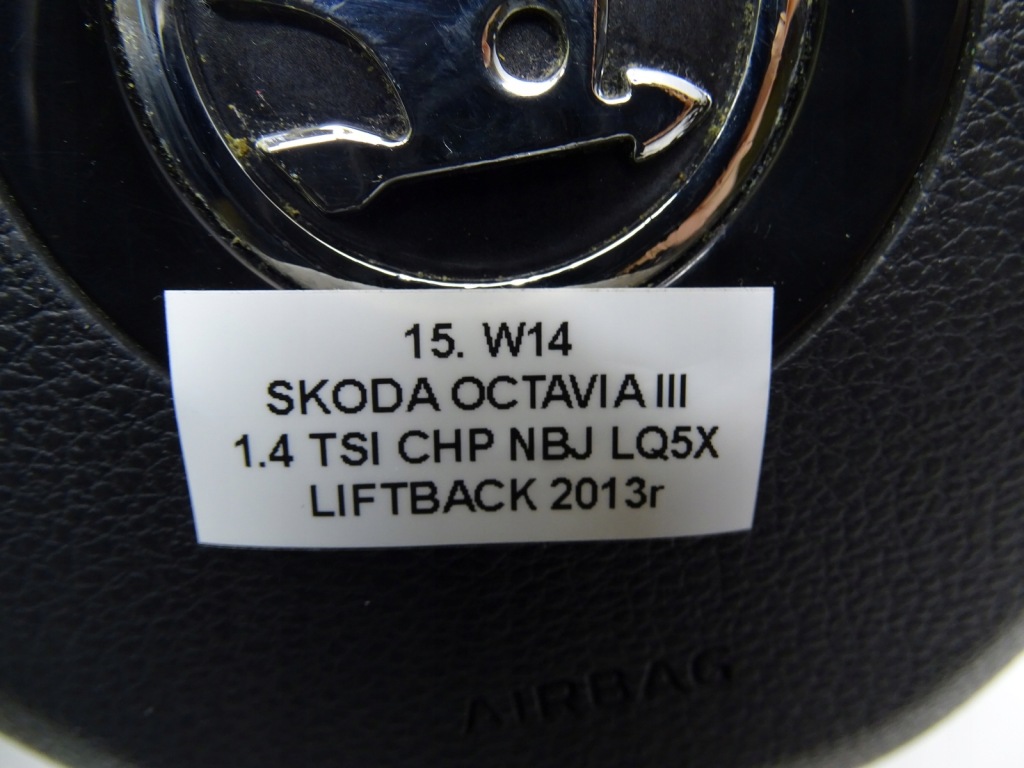 15. W14
SKODA OCTAVIA III
1.4 TSI CHP NBJ LQ5X
LIFTBACK 2013r
AIRBAG